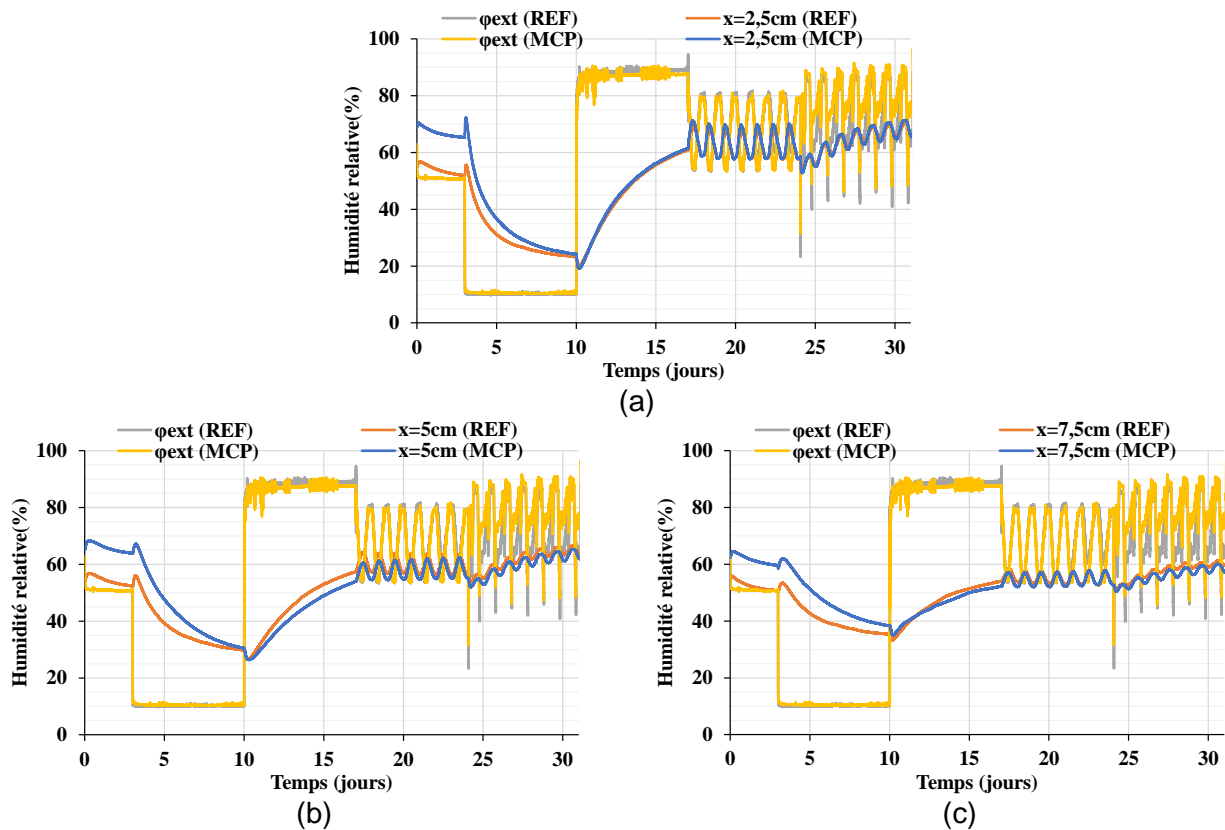 φext (REF) x=2,5cm (REF)
φext (MCP) x=2,5cm (MCP)
100
80
60
40
20
0
Humidité relative(%)
0 5 10 15 20 25 30
Temps (jours)
(a)
φext (REF) x=5cm (REF)
φext (MCP) x=5cm (MCP)
100
80
60
40
20
0
Humidité relative(%)
0 5 10 15 20 25 30
Temps (jours)
(b)
φext (REF) x=7,5cm (REF)
φext (MCP) x=7,5cm (MCP)
100
80
60
40
20
0
Humidité relative(%)
0 5 10 15 20 25 30
Temps (jours)
(c)